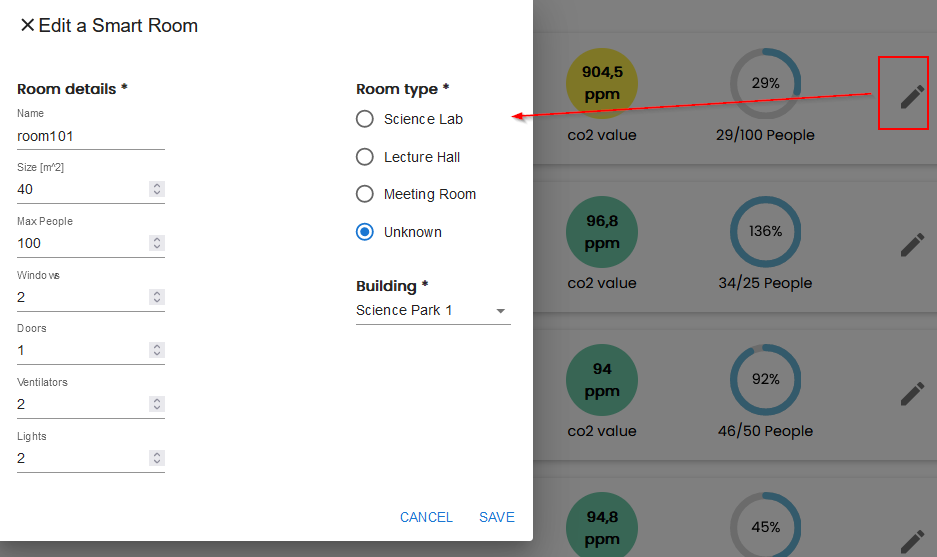 Edit a Smart Room
Room details *
Name
room101
Size [m^2]
40
Max People
100
Windows
2
Doors
1
Ventilators
2
Lights
2
Room type *
Science Lab
Lecture Hall
Meeting Room
Unknown
Building *
Science Park 1
CANCEL SAVE
904,5
ppm
co2 value
29%
29/100 People
96,8
ppm
co2 value
136%
34/25 People
94
ppm
co2 value
92%
46/50 People
94,8
ppm
45%